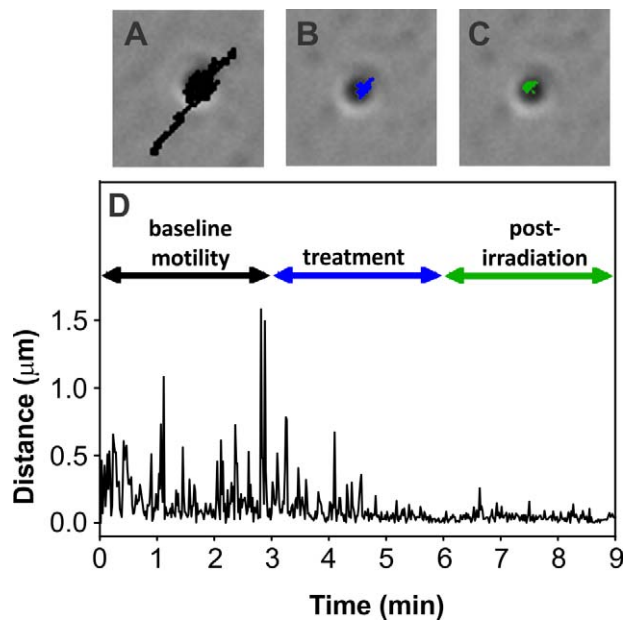 A
B
C
D
baseline
motility
treatment
post-
irradiation
1.5
1.0
0.5
0.0
Distance (μm)
0 1 2 3 4 5 6 7 8 9
Time (min)